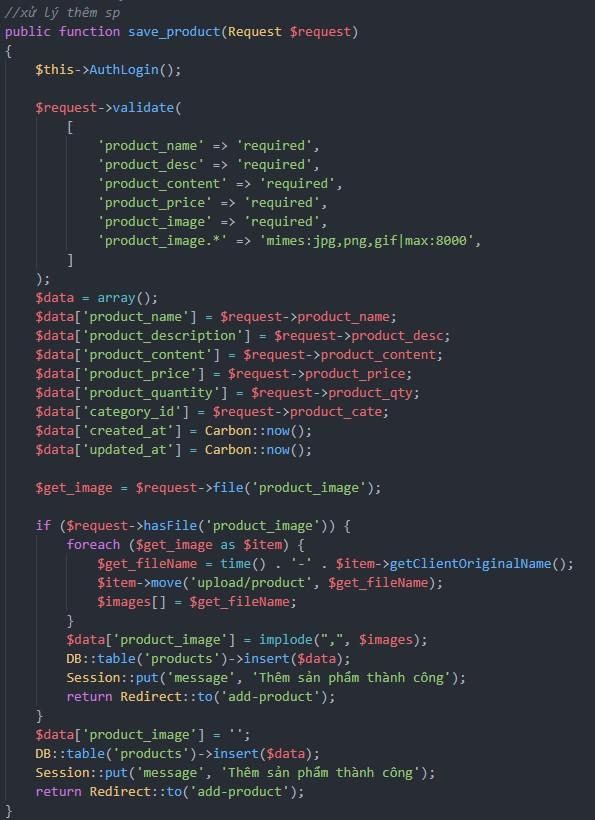 //xử lý thêm sp
public function save_product(Request $request)
{
    $this->AuthLogin();

    $request->validate(
        [
            'product_name' => 'required',
            'product_desc' => 'required',
            'product_content' => 'required',
            'product_price' => 'required',
            'product_image' => 'required',
            'product_image.*' => 'mimes:jpg,png,gif|max:8000',
        ]
    );
    $data = array();
    $data['product_name'] = $request->product_name;
    $data['product_description'] = $request->product_desc;
    $data['product_content'] = $request->product_content;
    $data['product_price'] = $request->product_price;
    $data['product_quantity'] = $request->product_qty;
    $data['category_id'] = $request->product_cate;
    $data['created_at'] = Carbon::now();
    $data['updated_at'] = Carbon::now();

    $get_image = $request->file('product_image');

    if ($request->hasFile('product_image')) {
        foreach ($get_image as $item) {
            $get_fileName = time() . '-' . $item->getClientOriginalName();
            $item->move('upload/product', $get_fileName);
            $images[] = $get_fileName;
        }
        $data['product_image'] = implode(",", $images);
        DB::table('products')->insert($data);
        Session::put('message', 'Thêm sản phẩm thành công');
        return Redirect::to('add-product');
    }
    $data['product_image'] = '';
    DB::table('products')->insert($data);
    Session::put('message', 'Thêm sản phẩm thành công');
    return Redirect::to('add-product');
}